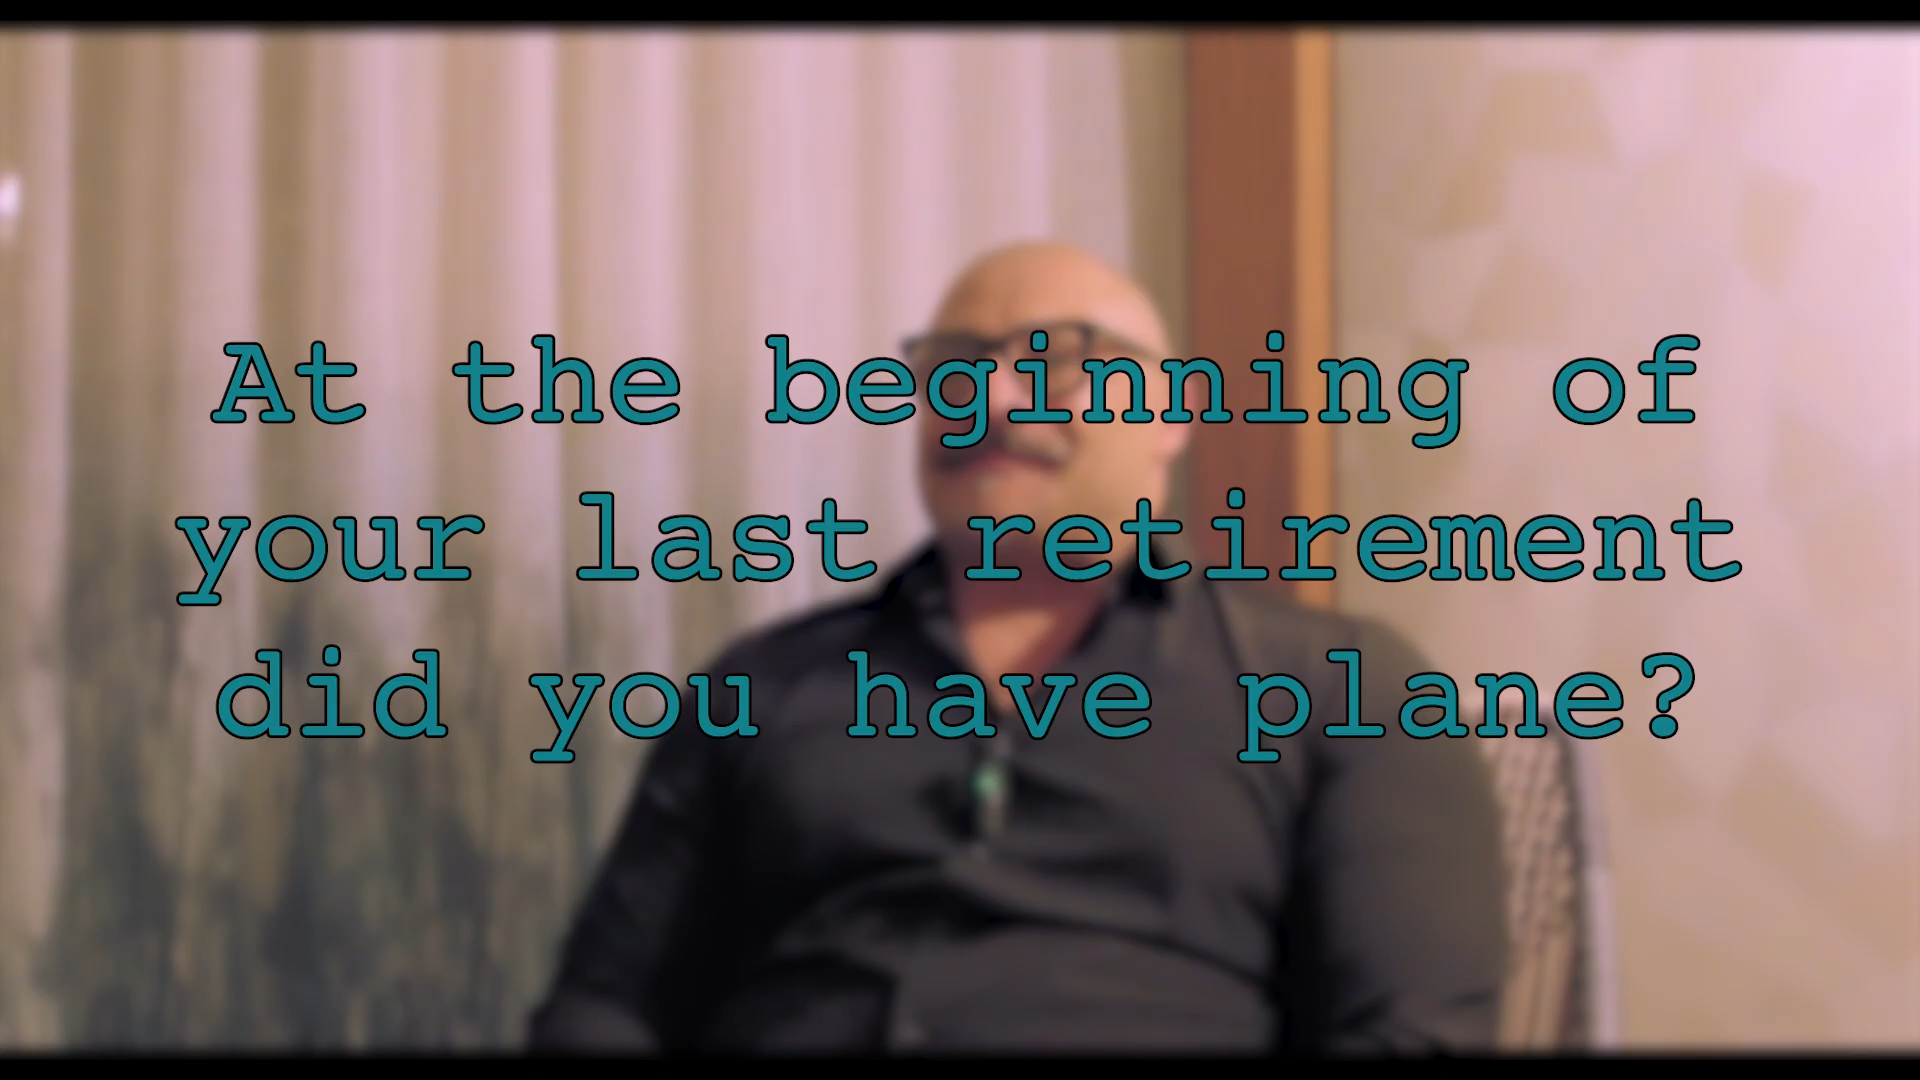 At the beginning of
your last retirement
did you have plane?